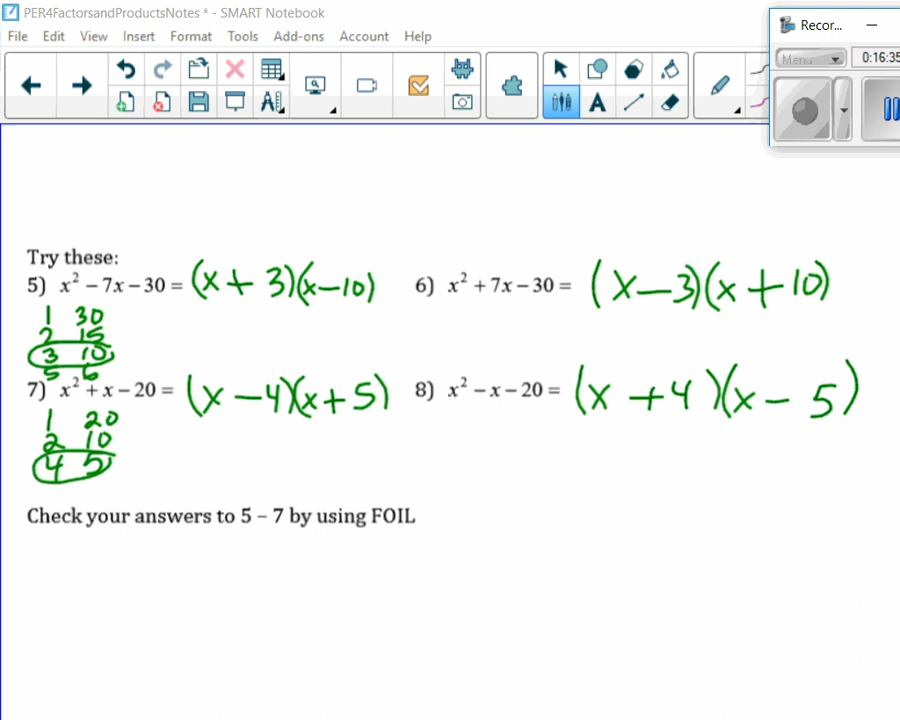 PER4FactorsandProductsNotes * - SMART Notebook
File Edit View Insert Format Tools Add-ons Account Help
Recor...
Menu
0:16:35
Try these:
5) x² – 7x – 30 = (x + 3)(x – 10)
1 30
2 15
3 10
5 6
6) x² + 7x – 30 = (x – 3)(x + 10)
7) x² + x – 20 = (x – 4)(x + 5)
1 20
2 10
4 5
8) x² – x – 20 = (x + 4)(x – 5)
Check your answers to 5 – 7 by using FOIL